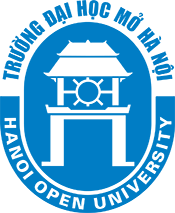 TRƯỜNG ĐẠI HỌC MỞ HÀ NỘI
HANOI OPEN UNIVERSITY